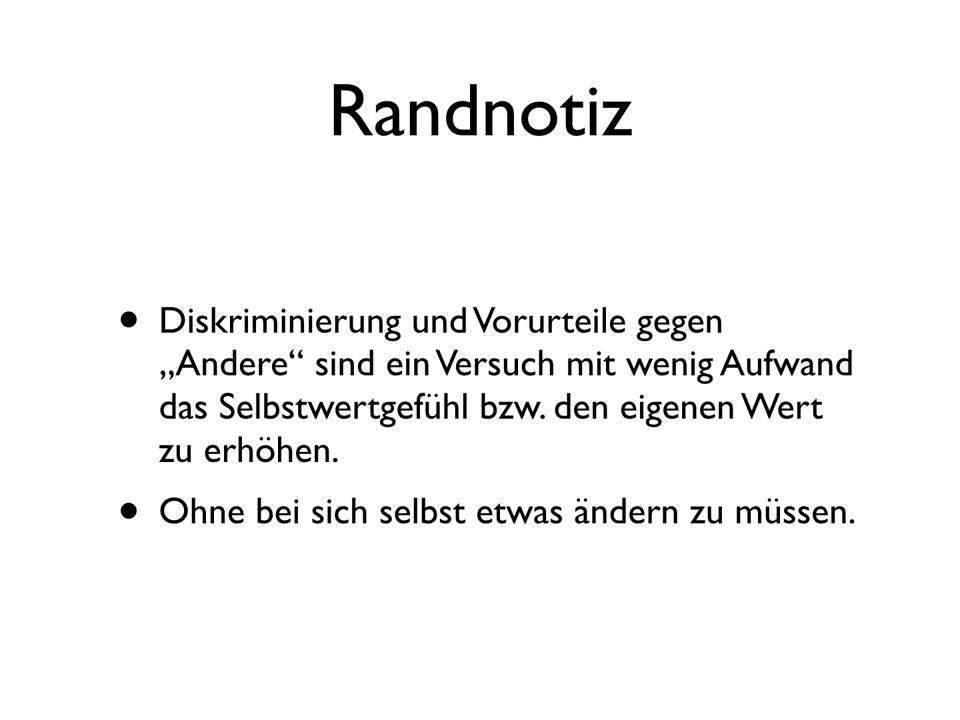 Randnotiz
• Diskriminierung und Vorurteile gegen
„Andere“ sind ein Versuch mit wenig Aufwand
das Selbstwertgefühl bzw. den eigenen Wert
zu erhöhen.
• Ohne bei sich selbst etwas ändern zu müssen.